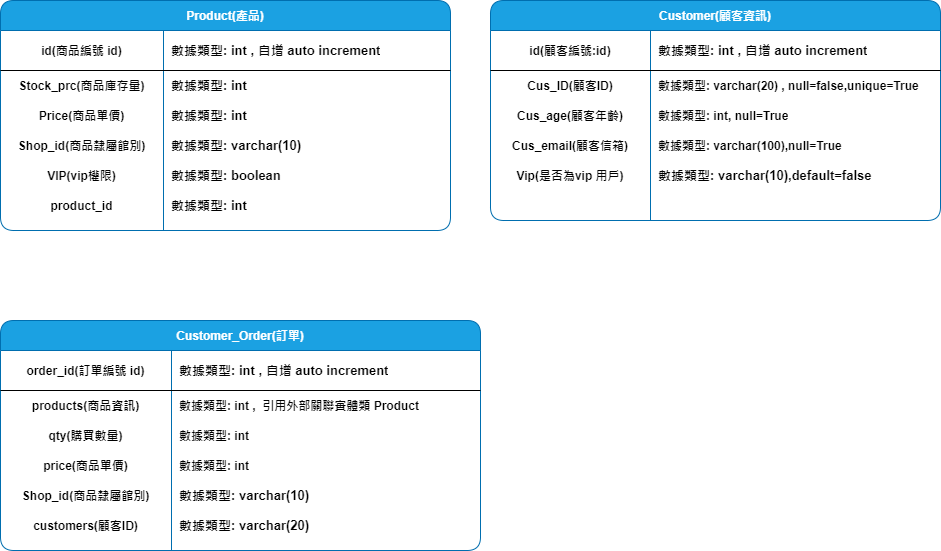 Product(產品)
id(商品編號 id) 數據類型: int , 自增 auto increment
Stock_prc(商品庫存量) 數據類型: int
Price(商品單價) 數據類型: int
Shop_id(商品隸屬館別) 數據類型: varchar(10)
VIP(vip權限) 數據類型: boolean
product_id 數據類型: int
Customer(顧客資訊)
id(顧客編號:id) 數據類型: int , 自增 auto increment
Cus_ID(顧客ID) 數據類型: varchar(20) , null=false,unique=True
Cus_age(顧客年齡) 數據類型: int, null=True
Cus_email(顧客信箱) 數據類型: varchar(100),null=True
Vip(是否為vip 用戶) 數據類型: varchar(10),default=false
Customer_Order(訂單)
order_id(訂單編號 id) 數據類型: int , 自增 auto increment
products(商品資訊) 數據類型: int , 引用外部關聯實體類 Product
qty(購買數量) 數據類型: int
price(商品單價) 數據類型: int
Shop_id(商品隸屬館別) 數據類型: varchar(10)
customers(顧客ID) 數據類型: varchar(20)